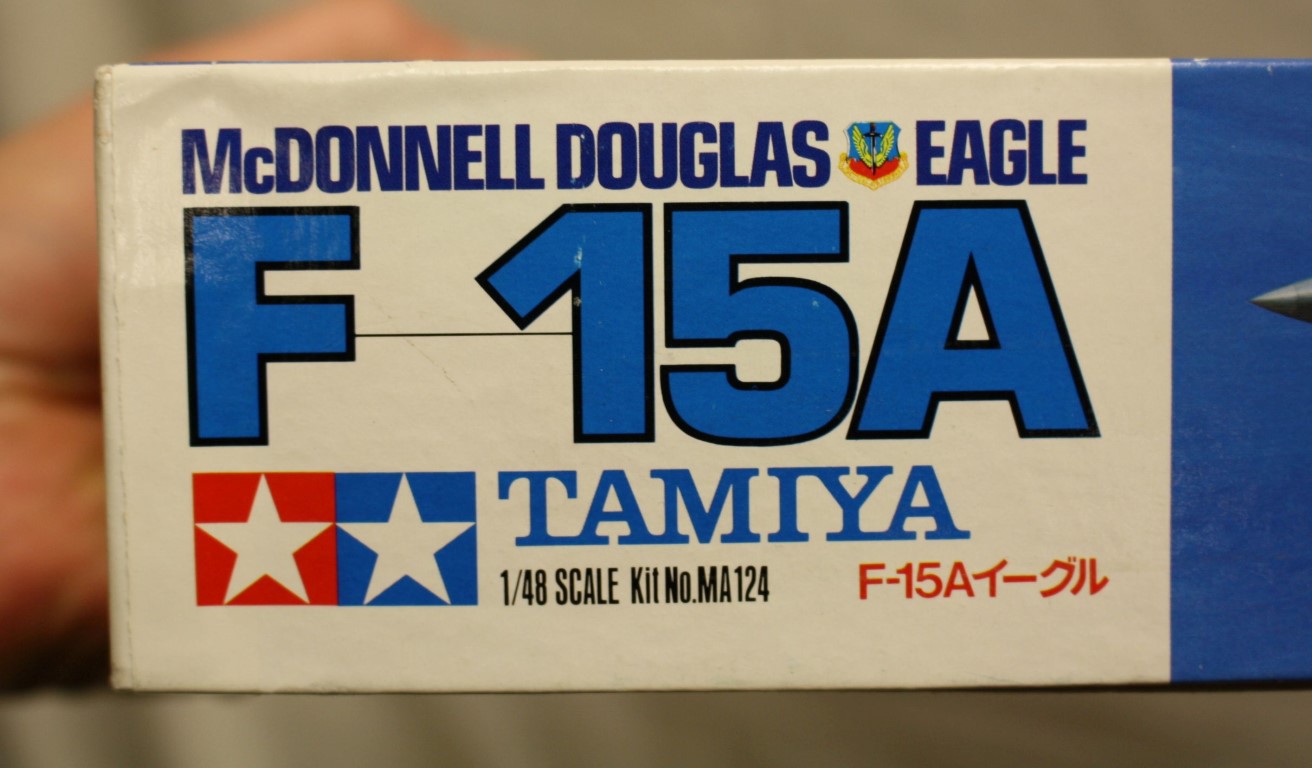 McDONNELL DOUGLAS EAGLE
F-15A
TAMIYA
1/48 SCALE Kit No.MA124
F-15Aイーグル